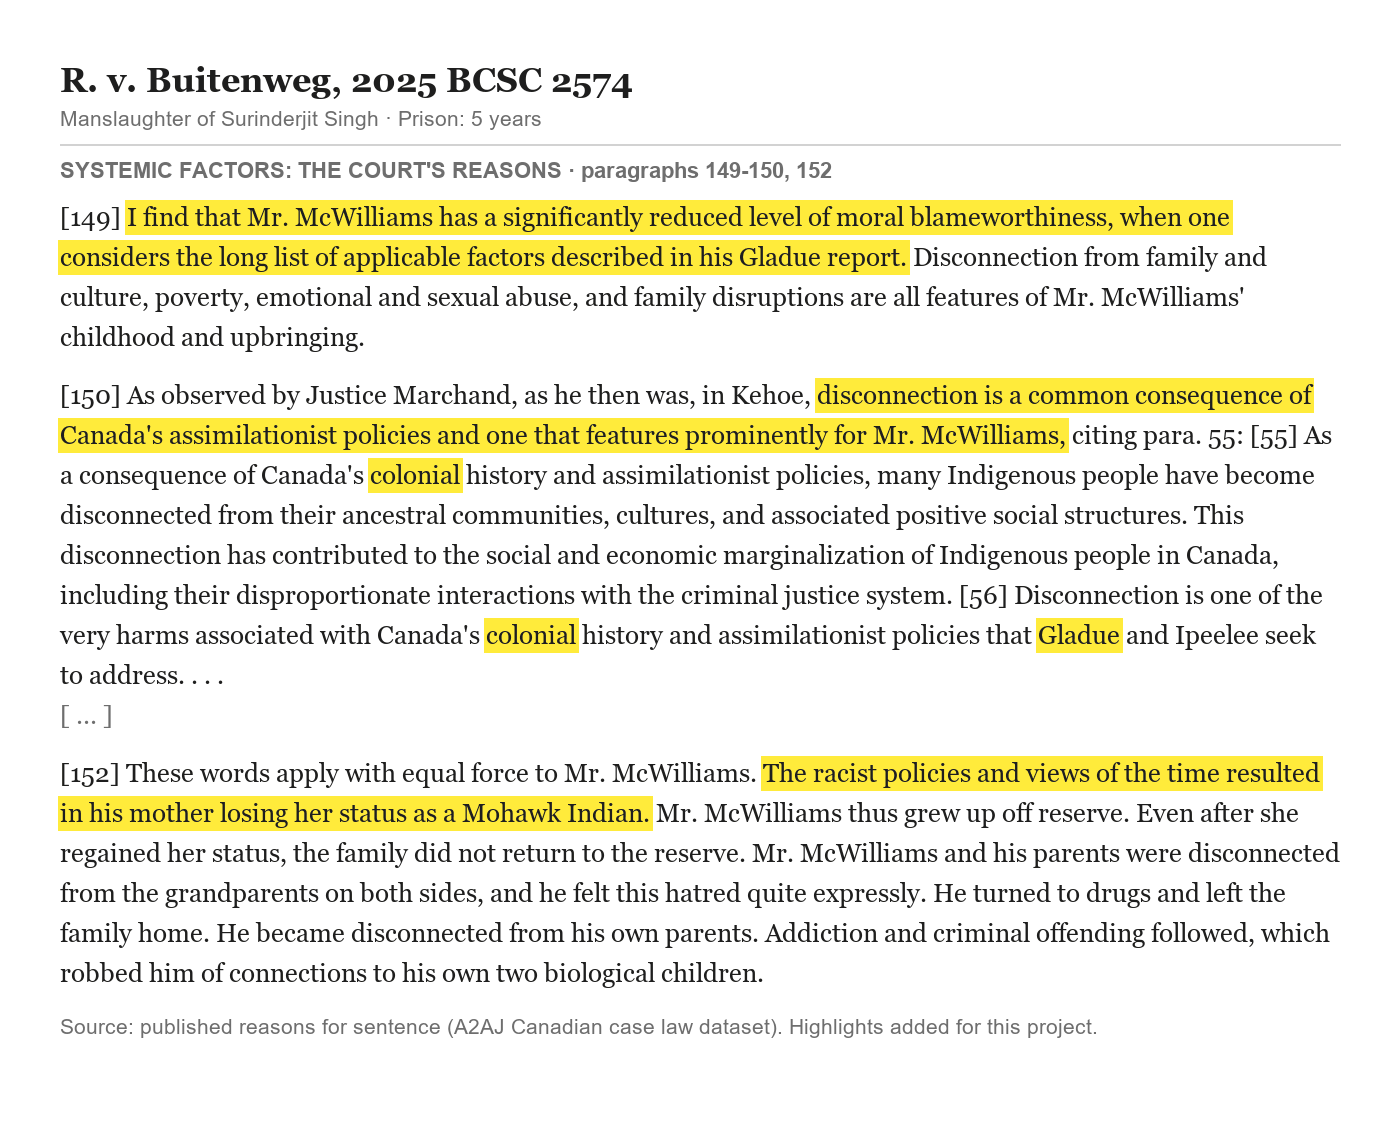 R. v. Buitenweg, 2025 BCSC 2574
Manslaughter of Surinderjit Singh · Prison: 5 years
SYSTEMIC FACTORS: THE COURT'S REASONS · paragraphs 149-150, 152
[149] I find that Mr. McWilliams has a significantly reduced level of moral blameworthiness, when one
considers the long list of applicable factors described in his Gladue report. Disconnection from family and
culture, poverty, emotional and sexual abuse, and family disruptions are all features of Mr. McWilliams'
childhood and upbringing.
[150] As observed by Justice Marchand, as he then was, in Kehoe, disconnection is a common consequence of
Canada's assimilationist policies and one that features prominently for Mr. McWilliams, citing para. 55: [55] As
a consequence of Canada's colonial history and assimilationist policies, many Indigenous people have become
disconnected from their ancestral communities, cultures, and associated positive social structures. This
disconnection has contributed to the social and economic marginalization of Indigenous people in Canada,
including their disproportionate interactions with the criminal justice system. [56] Disconnection is one of the
very harms associated with Canada's colonial history and assimilationist policies that Gladue and Ipeelee seek
to address. . . .
[ ... ]
[152] These words apply with equal force to Mr. McWilliams. The racist policies and views of the time resulted
in his mother losing her status as a Mohawk Indian. Mr. McWilliams thus grew up off reserve. Even after she
regained her status, the family did not return to the reserve. Mr. McWilliams and his parents were disconnected
from the grandparents on both sides, and he felt this hatred quite expressly. He turned to drugs and left the
family home. He became disconnected from his own parents. Addiction and criminal offending followed, which
robbed him of connections to his own two biological children.
Source: published reasons for sentence (A2AJ Canadian case law dataset). Highlights added for this project.